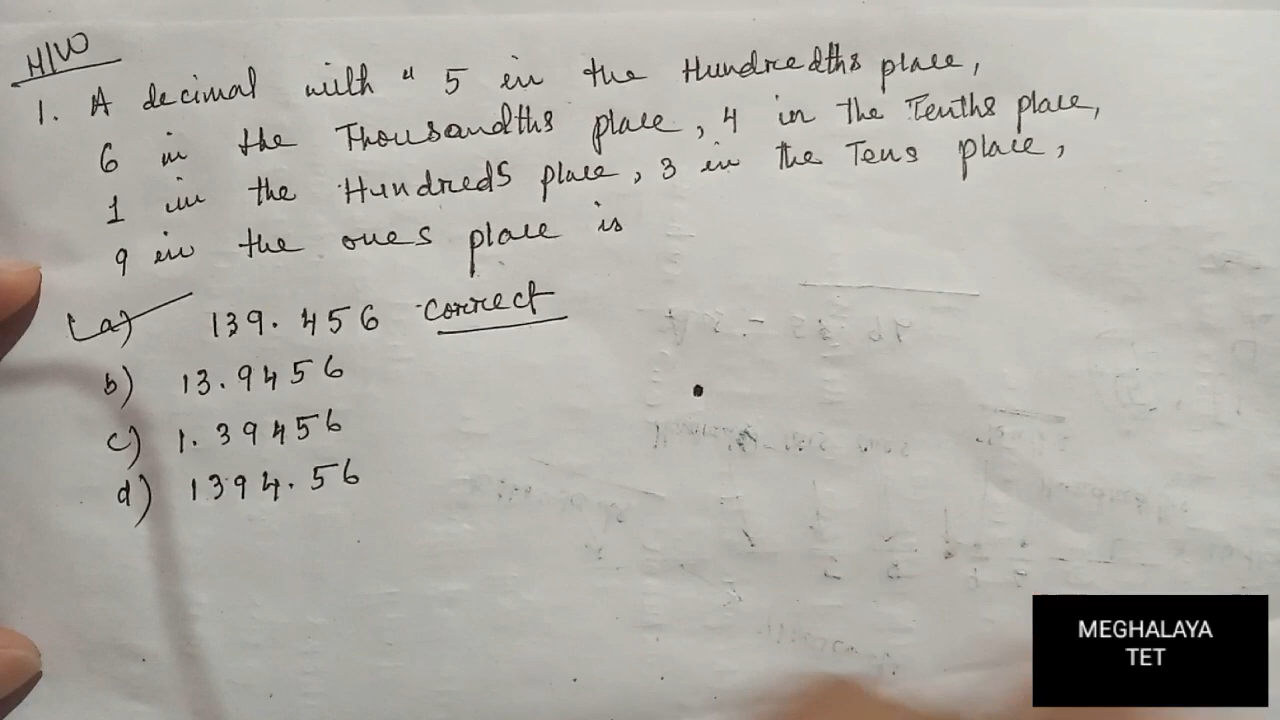 H/W
1. A decimal with " 5 in the Hundredths place,
6 in the Thousandths place, 4 in the Tenths place,
1 in the Hundreds place, 3 in the Tens place,
9 in the ones place is
(a) 139.456 correct
b) 13.9456
c) 1.39456
d) 1394.56
MEGHALAYA
TET